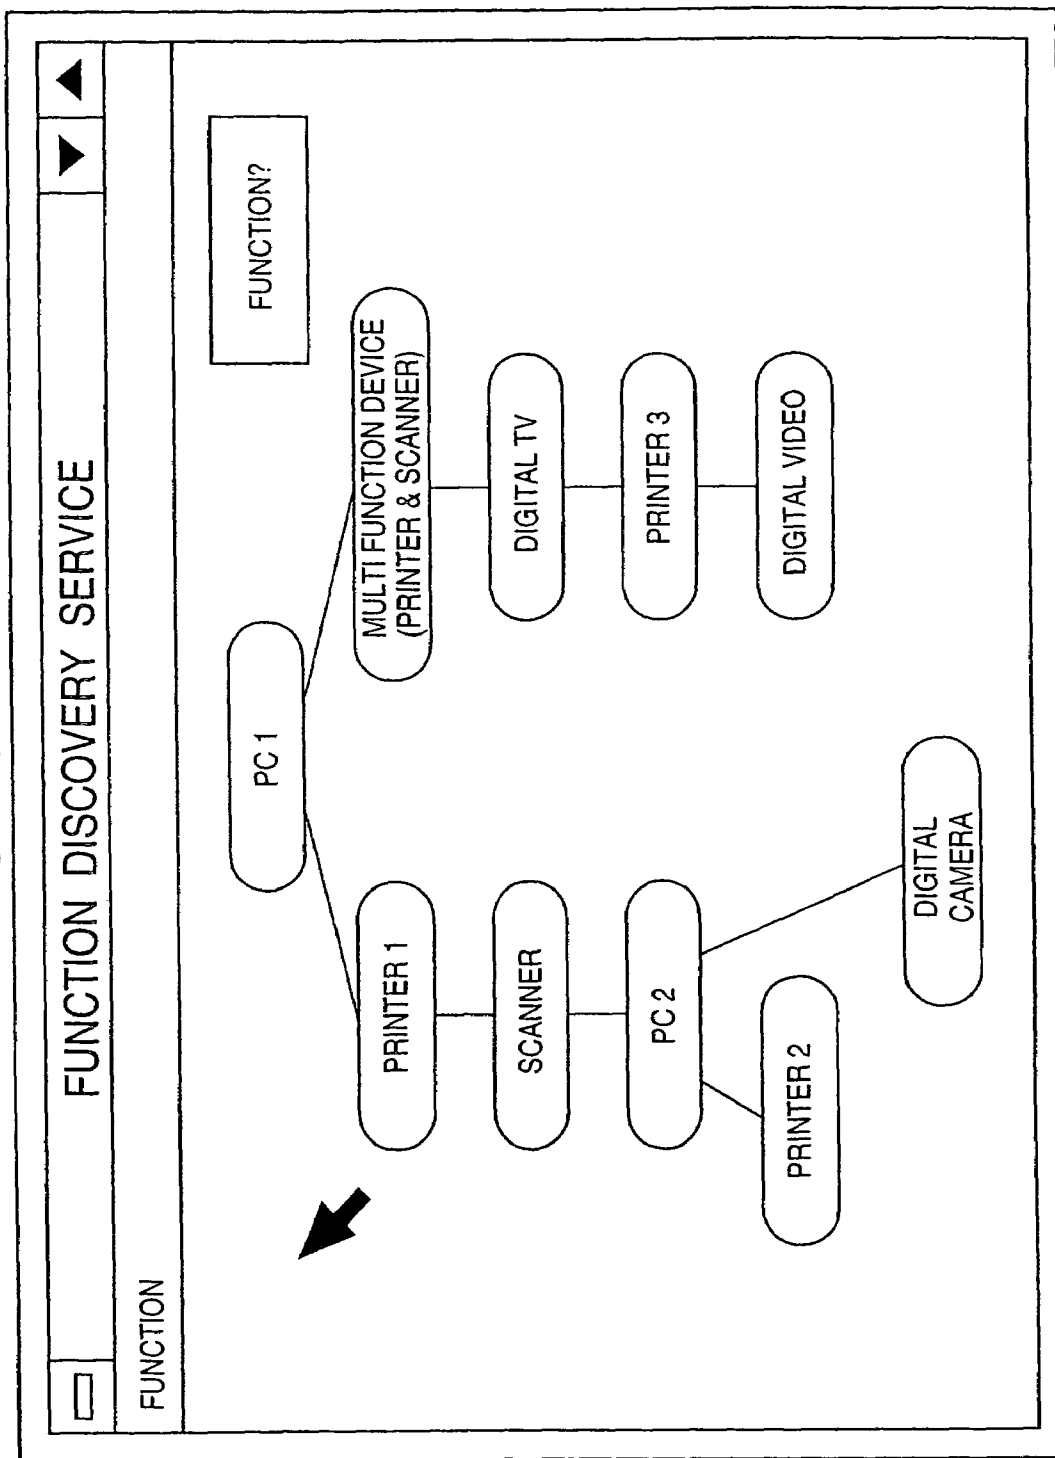 FUNCTION DISCOVERY SERVICE
FUNCTION
FUNCTION?
PC 1
PRINTER 1
MULTI FUNCTION DEVICE
(PRINTER & SCANNER)
SCANNER
DIGITAL TV
PC 2
PRINTER 3
PRINTER 2
DIGITAL VIDEO
DIGITAL
CAMERA